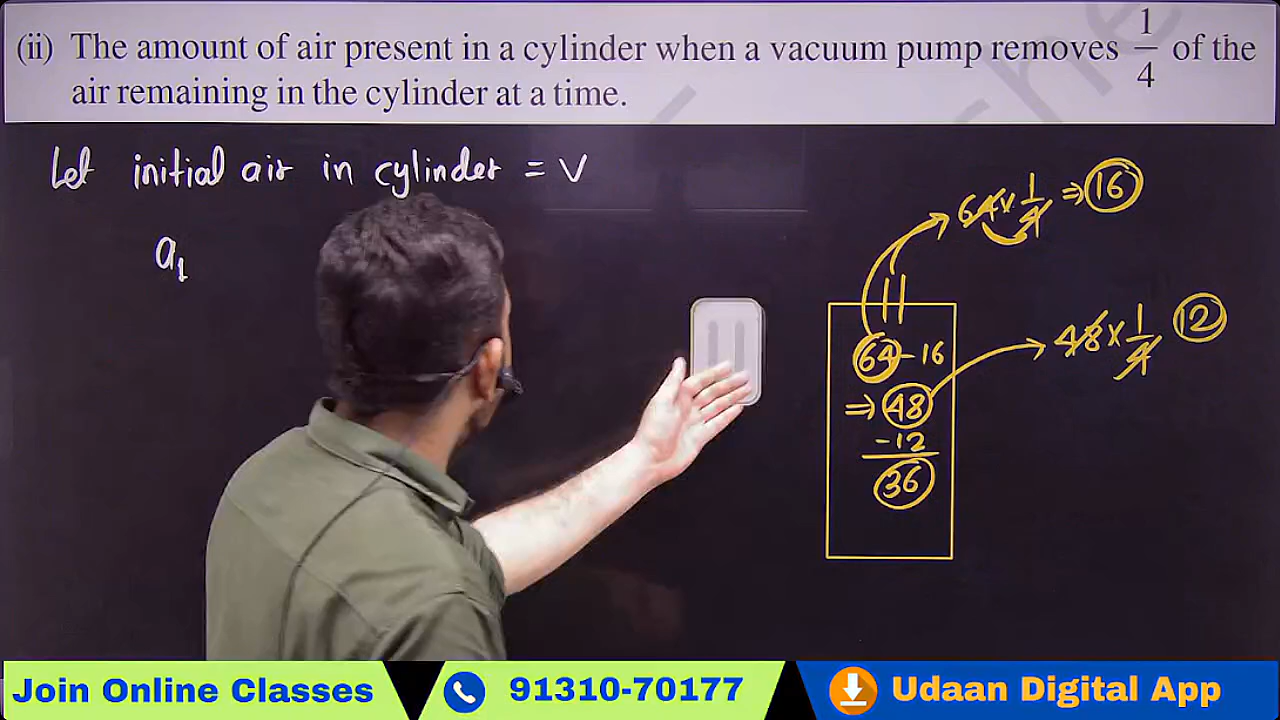 (ii) The amount of air present in a cylinder when a vacuum pump removes 1/4 of the
air remaining in the cylinder at a time.
Let initial air in cylinder = V
a₁
64 × 1/4 ⇒ 16
64 - 16
48 × 1/4 12
⇒ 48
-12
36
Join Online Classes
91310-70177
Udaan Digital App